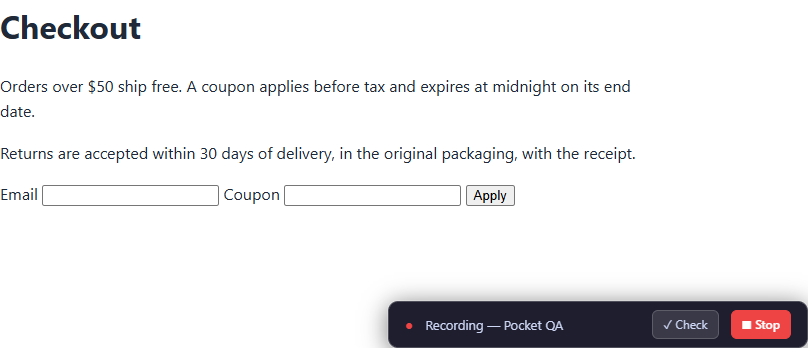 Checkout
Orders over $50 ship free. A coupon applies before tax and expires at midnight on its end
date.
Returns are accepted within 30 days of delivery, in the original packaging, with the receipt.
Email Coupon Apply
Recording — Pocket QA ✓ Check Stop